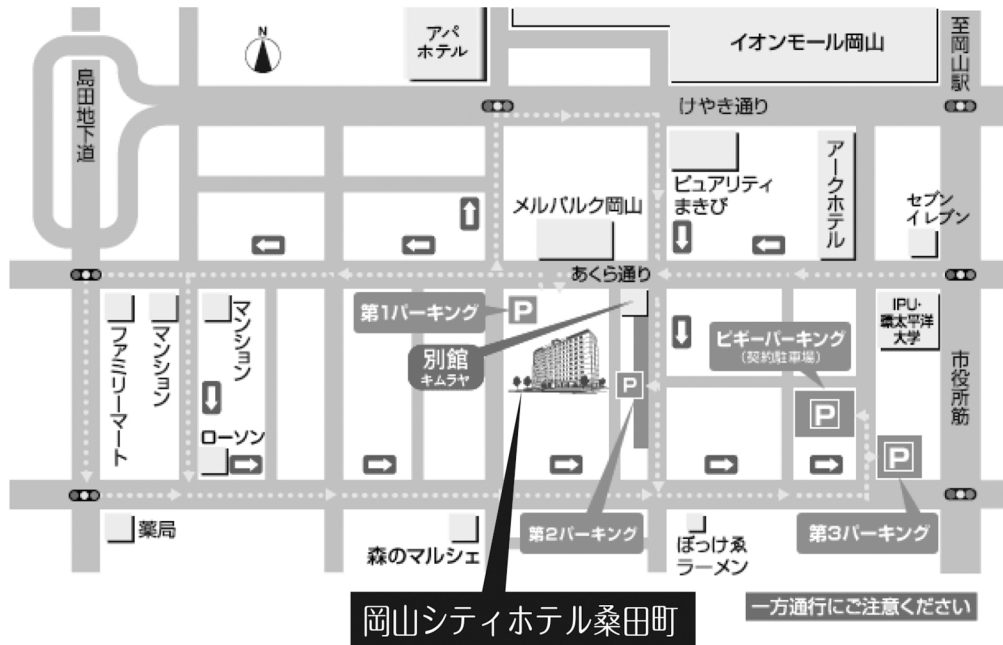 N
アパ
ホテル
イオンモール岡山
至岡山駅
島田地下道
けやき通り
ピュアリティ
まきび
アークホテル
セブン
イレブン
メルパルク岡山
あくら通り
ファミリーマート
マンション
マンション
第1パーキング
P
別館
キムラヤ
ピギーパーキング
(契約駐車場)
IPU・
環太平洋
大学
市役所筋
P
P
P
ローソン
薬局
森のマルシェ
第2パーキング
ぼっけゑ
ラーメン
第3パーキング
岡山シティホテル桑田町
一方通行にご注意ください